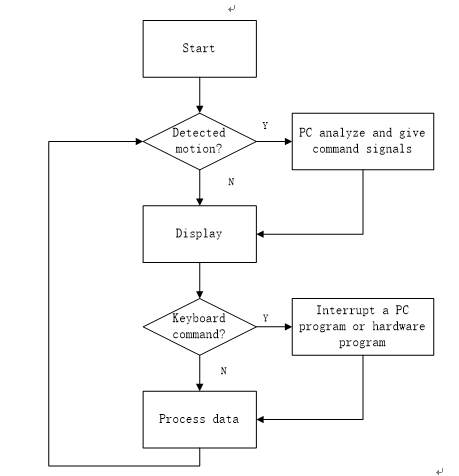 Start
Detected
motion?
Y
PC analyze and give
command signals
N
Display
Keyboard
command?
Y
Interrupt a PC
program or hardware
program
N
Process data